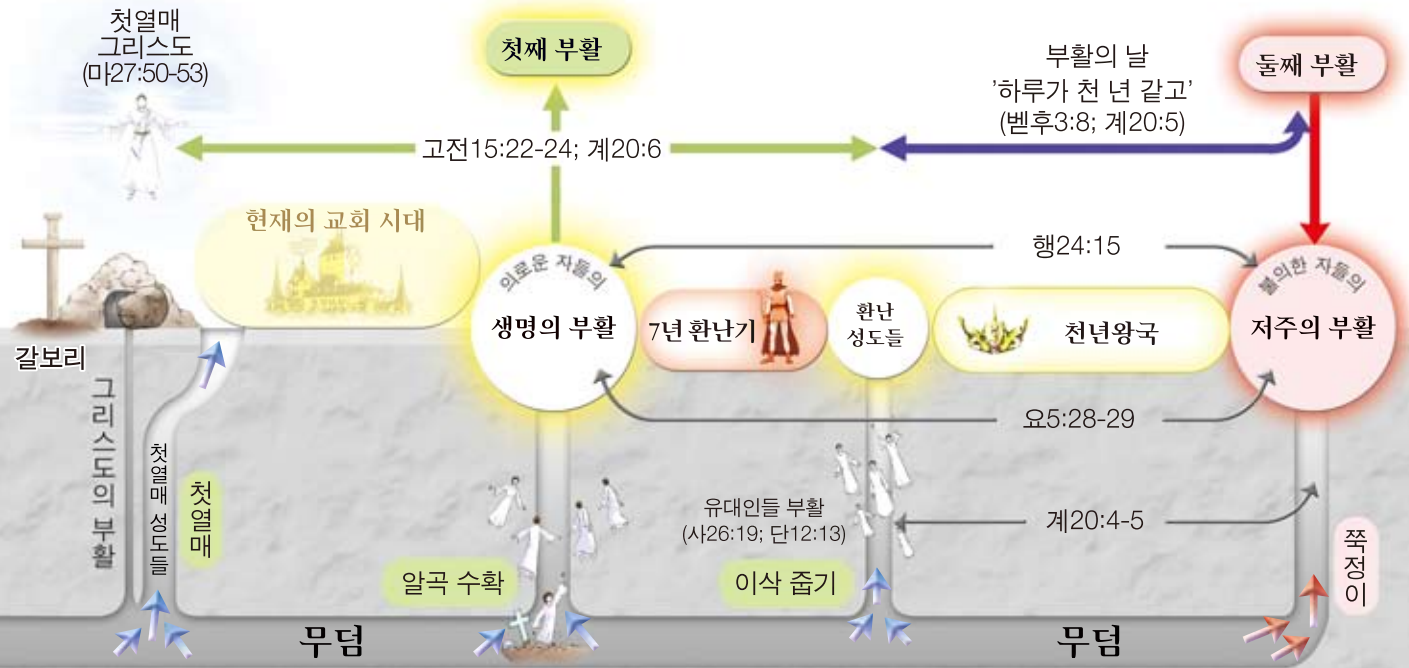 첫열매
그리스도
(마27:50-53)
첫째 부활
부활의 날
'하루가 천 년 같고'
(벧후3:8; 계20:5)
둘째 부활
고전15:22-24; 계20:6
현재의 교회 시대
행24:15
의로운 자들의
생명의 부활
7년 환난기
환난
성도들
천년왕국
불의한 자들의
저주의 부활
갈보리
요5:28-29
그리스도의 부활
첫열매 성도들
첫열매
유대인들 부활
(사26:19; 단12:13)
계20:4-5
알곡 수확
이삭 줍기
쭉정이
무덤
무덤